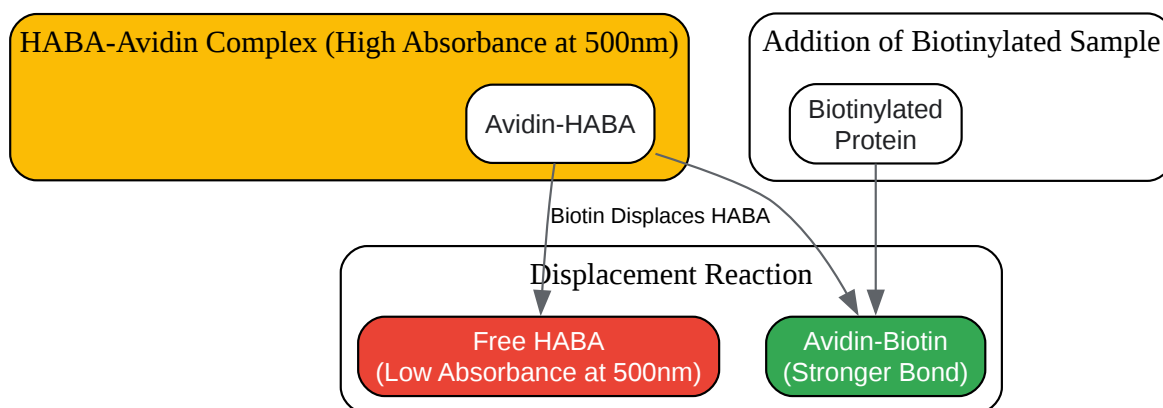 HABA-Avidin Complex (High Absorbance at 500nm)
Addition of Biotinylated Sample
Avidin-HABA
Biotinylated
Protein
Biotin Displaces HABA
Displacement Reaction
Free HABA
(Low Absorbance at 500nm)
Avidin-Biotin
(Stronger Bond)